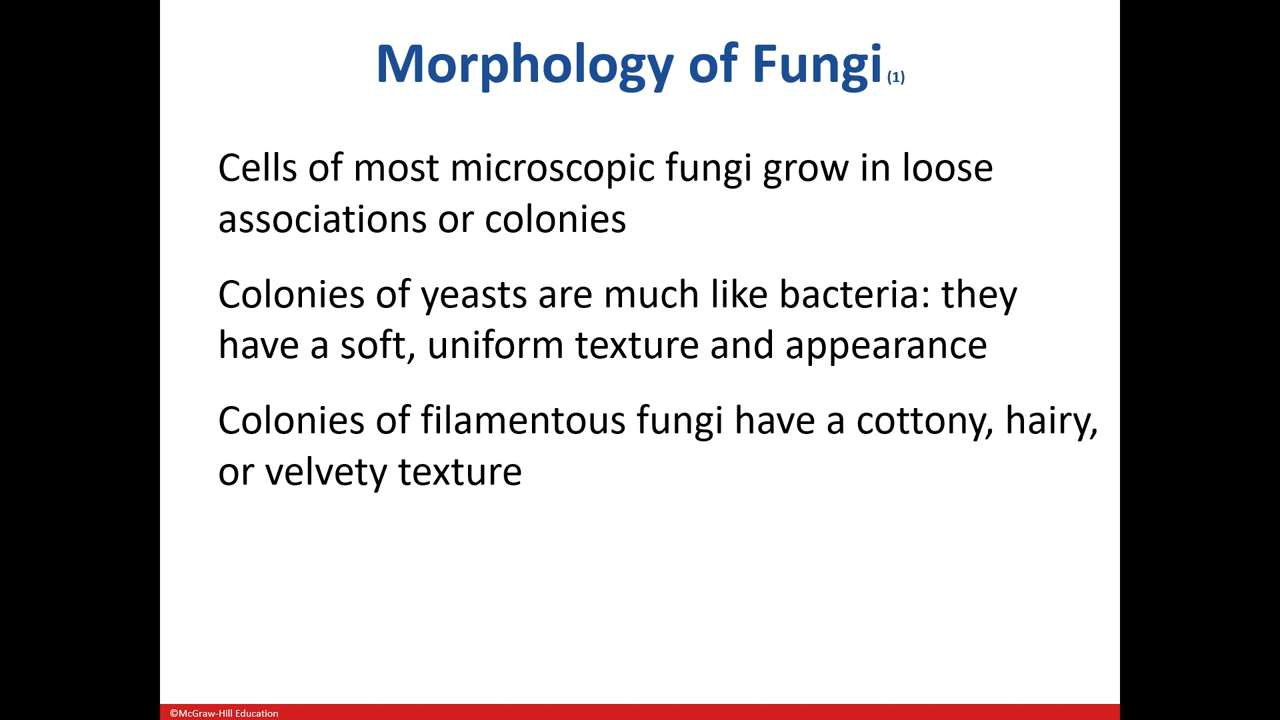 Morphology of Fungi (1)
Cells of most microscopic fungi grow in loose
associations or colonies
Colonies of yeasts are much like bacteria: they
have a soft, uniform texture and appearance
Colonies of filamentous fungi have a cottony, hairy,
or velvety texture
©McGraw-Hill Education